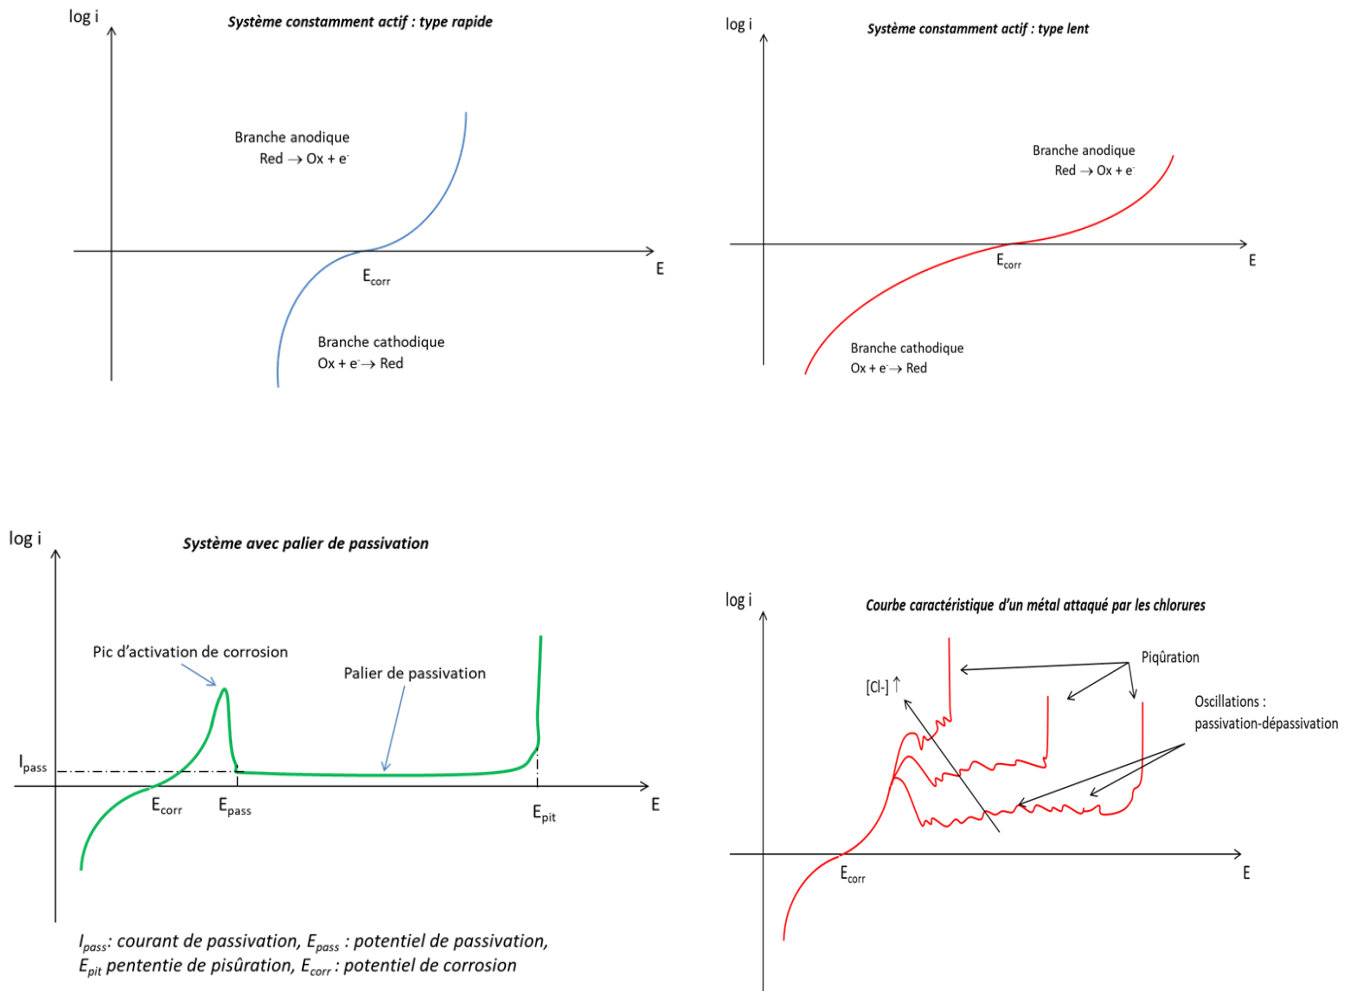 log i
Système constamment actif : type rapide
Branche anodique
Red → Ox + e⁻
E
Ecorr
Branche cathodique
Ox + e⁻→ Red
log i
Système constamment actif : type lent
Branche anodique
Red → Ox + e⁻
Ecorr
E
Branche cathodique
Ox + e⁻→ Red
log i
Système avec palier de passivation
Pic d'activation de corrosion
Palier de passivation
Ipass
Ecorr
Epass
Epit
E
Ipass: courant de passivation, Epass : potentiel de passivation,
Epit pententie de pisûration, Ecorr : potentiel de corrosion
log i
Courbe caractéristique d'un métal attaqué par les chlorures
Piqûration
[Cl-] ↑
Oscillations :
passivation-dépassivation
Ecorr
E